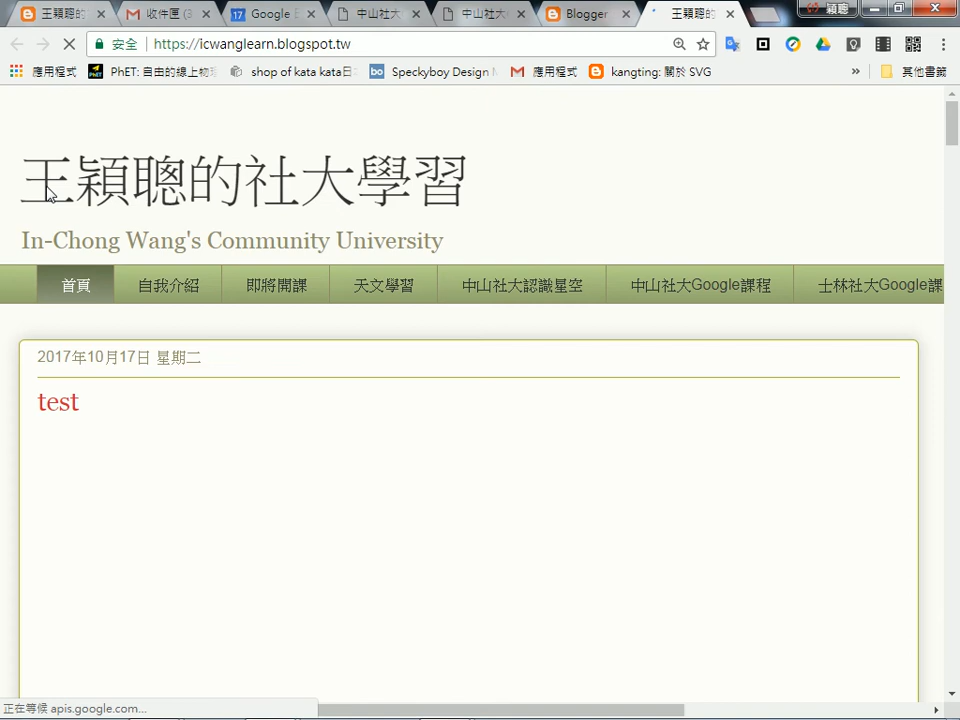 王穎聰的
收件匣 (3
17 Google E
中山社大
中山社大
Blogger
王穎聰的
穎聰
安全 https://icwanglearn.blogspot.tw
應用程式
PhET: 自由的線上物
shop of kata kata日
bo Speckyboy Design M
應用程式
kangting: 關於 SVG
» 其他書籤
王穎聰的社大學習
In-Chong Wang's Community University
首頁 自我介紹 即將開課 天文學習 中山社大認識星空 中山社大Google課程 士林社大Google課
2017年10月17日 星期二
test
正在等候 apis.google.com...